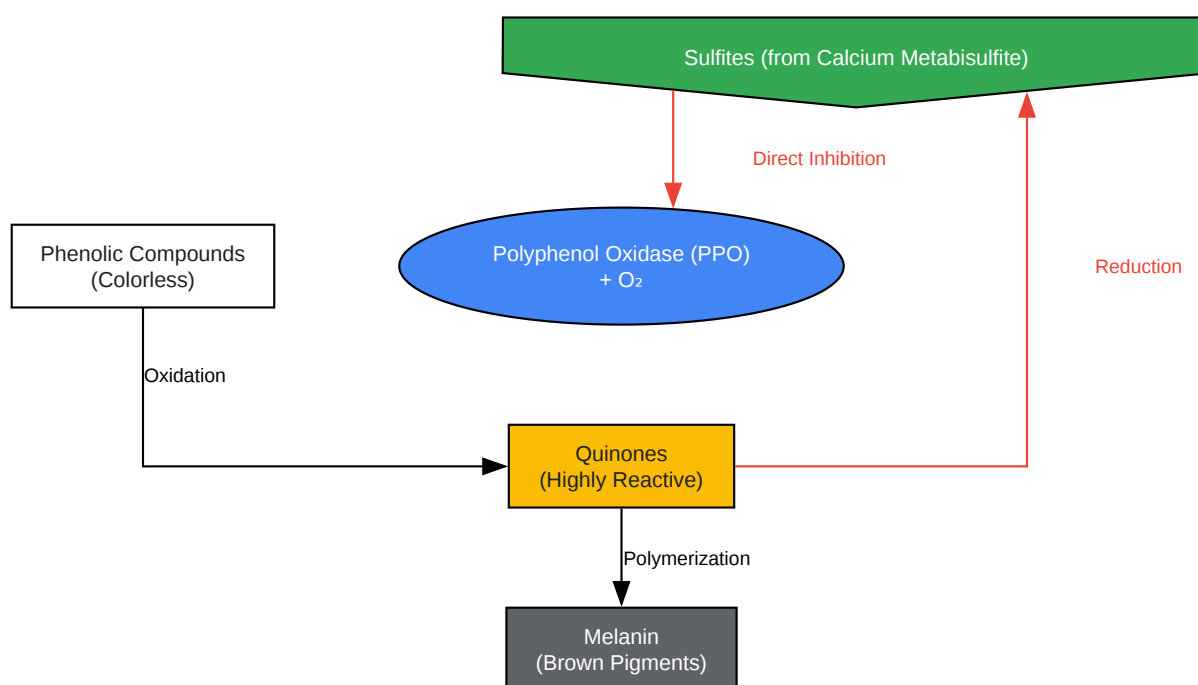 Sulfites (from Calcium Metabisulfite)
Direct Inhibition
Polyphenol Oxidase (PPO)
+ O₂
Phenolic Compounds
(Colorless)
Reduction
Oxidation
Quinones
(Highly Reactive)
Polymerization
Melanin
(Brown Pigments)